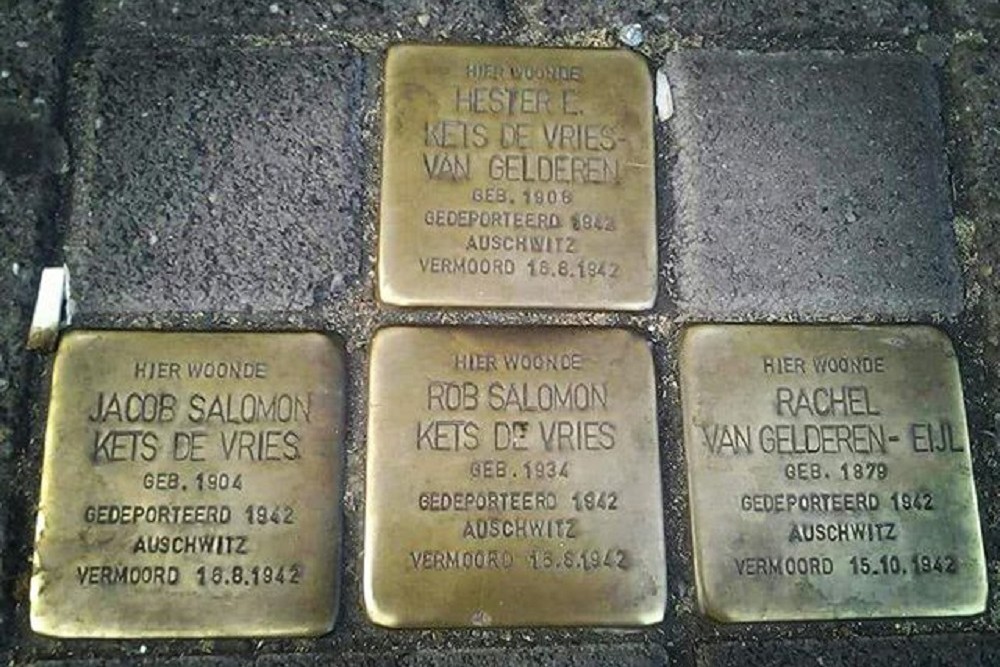 HIER WOONDE
HESTER E.
KETS DE VRIES-
VAN GELDEREN
GEB. 1908
GEDEPORTEERD 1942
AUSCHWITZ
VERMOORD 16.8.1942
HIER WOONDE
JACOB SALOMON
KETS DE VRIES
GEB. 1904
GEDEPORTEERD 1942
AUSCHWITZ
VERMOORD 16.8.1942
HIER WOONDE
ROB SALOMON
KETS DE VRIES
GEB. 1934
GEDEPORTEERD 1942
AUSCHWITZ
VERMOORD 16.8.1942
HIER WOONDE
RACHEL
VAN GELDEREN- EIJL
GEB. 1879
GEDEPORTEERD 1942
AUSCHWITZ
VERMOORD 15.10.1942